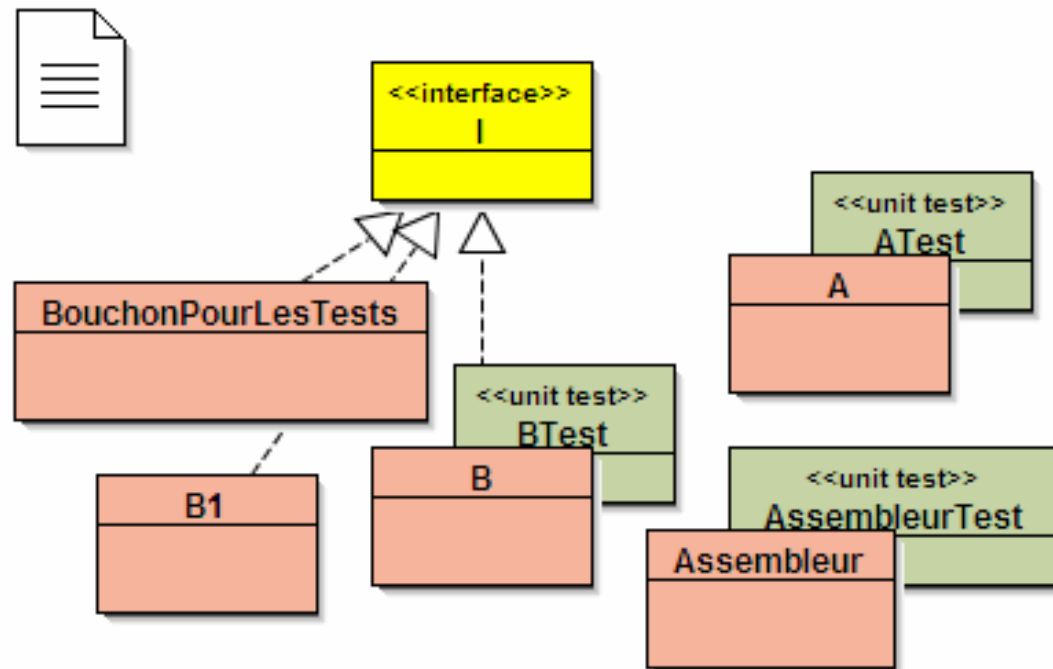 <<interface>>
I
<<unit test>>
ATest
A
BouchonPourLesTests
<<unit test>>
BTest
B
B1
<<unit test>>
AssembleurTest
Assembleur